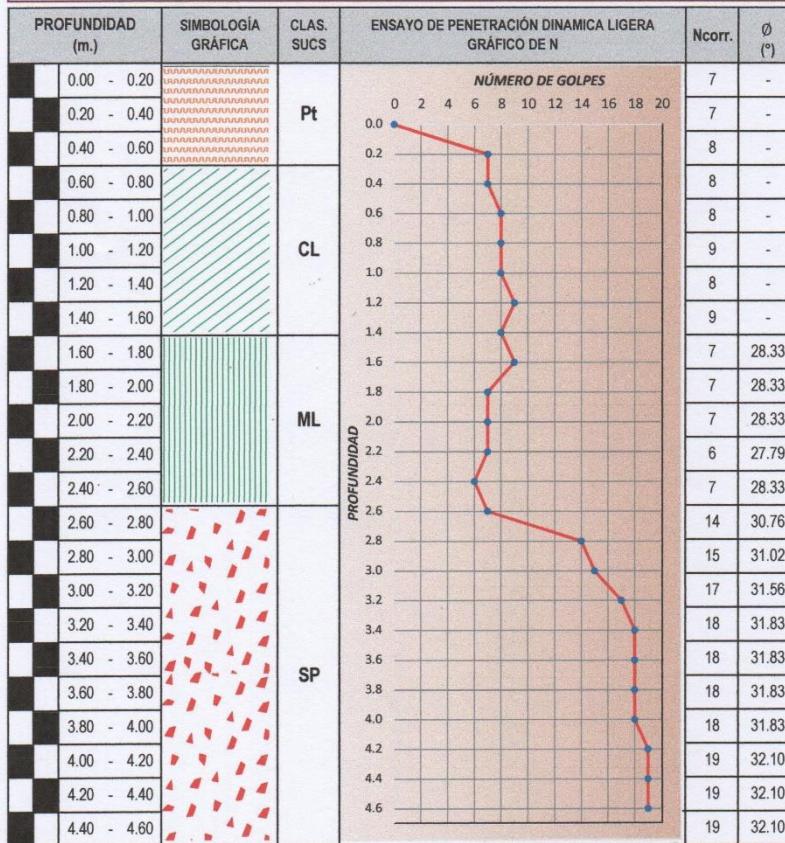 PROFUNDIDAD (m.) SIMBOLOGÍA GRÁFICA CLAS. SUCS ENSAYO DE PENETRACIÓN DINAMICA LIGERA GRÁFICO DE N Ncorr. Ø (°)
NÚMERO DE GOLPES
0 2 4 6 8 10 12 14 16 18 20
PROFUNDIDAD
0.0
0.2
0.4
0.6
0.8
1.0
1.2
1.4
1.6
1.8
2.0
2.2
2.4
2.6
2.8
3.0
3.2
3.4
3.6
3.8
4.0
4.2
4.4
4.6
0.00 - 0.20 7 -
0.20 - 0.40 Pt 7 -
0.40 - 0.60 8 -
0.60 - 0.80 8 -
0.80 - 1.00 8 -
1.00 - 1.20 CL 9 -
1.20 - 1.40 8 -
1.40 - 1.60 9 -
1.60 - 1.80 7 28.33
1.80 - 2.00 7 28.33
2.00 - 2.20 ML 7 28.33
2.20 - 2.40 6 27.79
2.40 - 2.60 7 28.33
2.60 - 2.80 14 30.76
2.80 - 3.00 15 31.02
3.00 - 3.20 17 31.56
3.20 - 3.40 18 31.83
3.40 - 3.60 SP 18 31.83
3.60 - 3.80 18 31.83
3.80 - 4.00 18 31.83
4.00 - 4.20 19 32.10
4.20 - 4.40 19 32.10
4.40 - 4.60 19 32.10